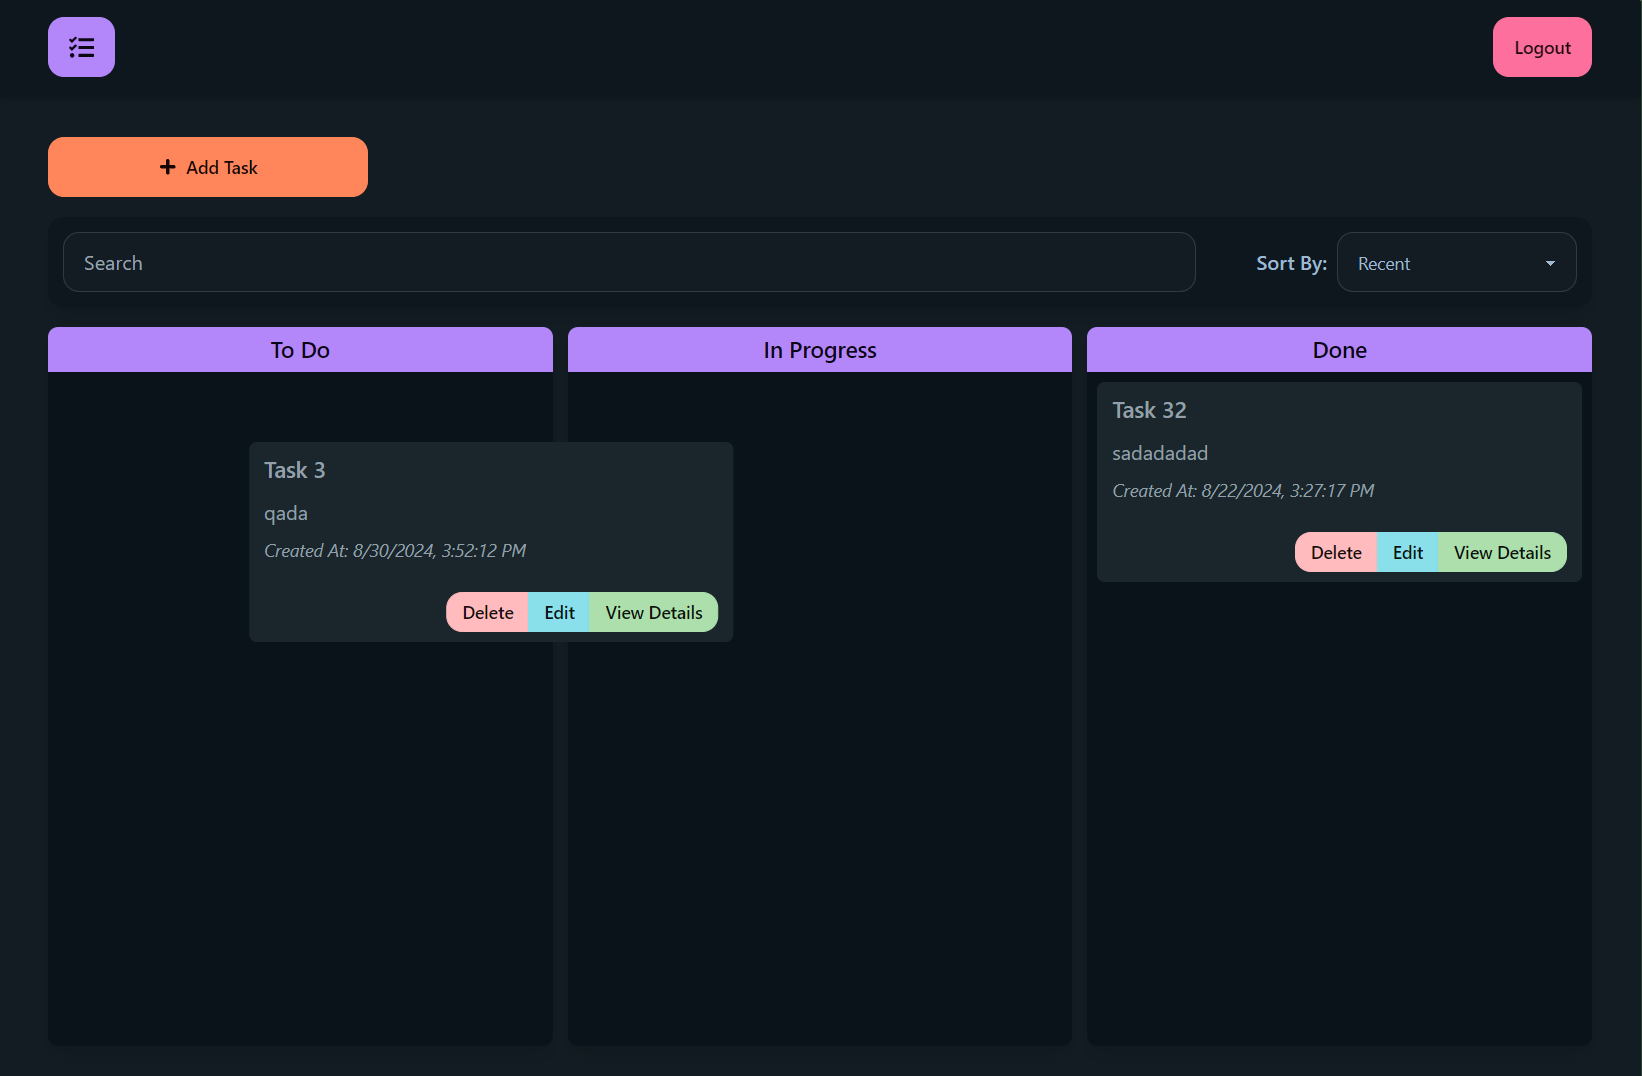 Logout
Add Task
Search
Sort By: Recent
To Do
In Progress
Done
Task 3
qada
Created At: 8/30/2024, 3:52:12 PM
Delete Edit View Details
Task 32
sadadadad
Created At: 8/22/2024, 3:27:17 PM
Delete Edit View Details